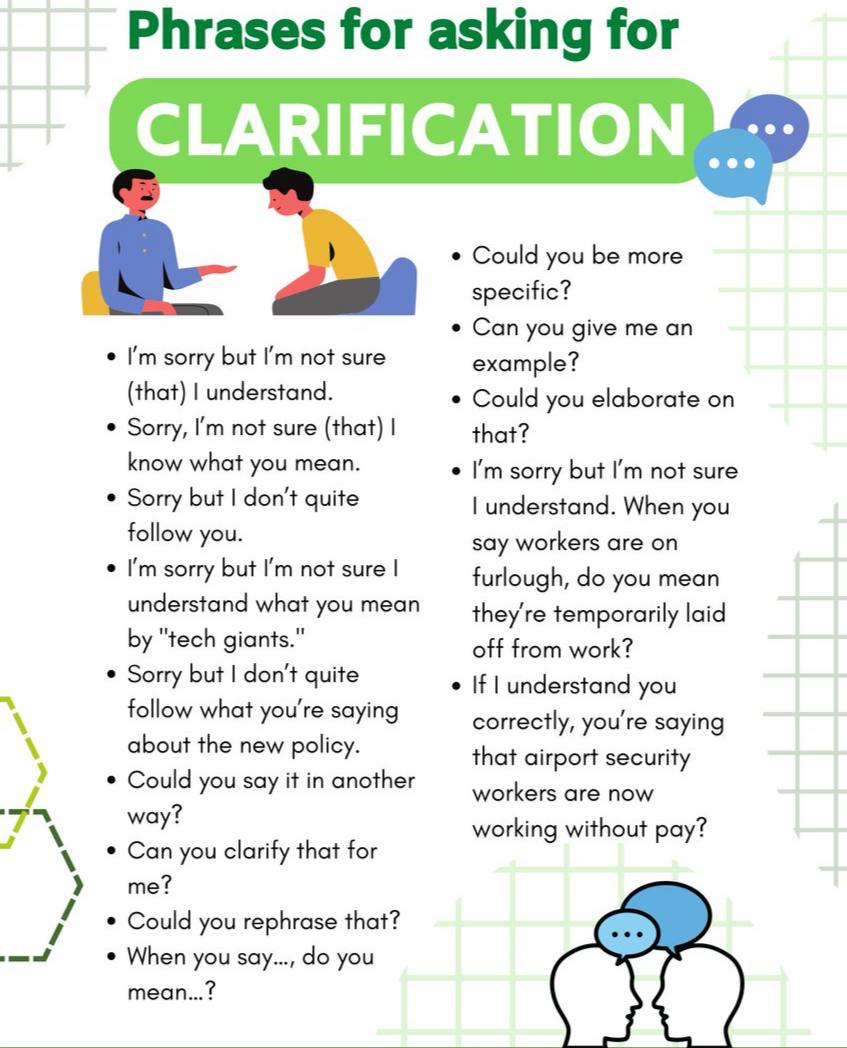 Phrases for asking for
CLARIFICATION
• I'm sorry but I'm not sure
(that) I understand.
• Sorry, I'm not sure (that) I
know what you mean.
• Sorry but I don't quite
follow you.
• I'm sorry but I'm not sure I
understand what you mean
by "tech giants."
• Sorry but I don't quite
follow what you're saying
about the new policy.
• Could you say it in another
way?
• Can you clarify that for
me?
• Could you rephrase that?
• When you say..., do you
mean...?
• Could you be more
specific?
• Can you give me an
example?
• Could you elaborate on
that?
• I'm sorry but I'm not sure
I understand. When you
say workers are on
furlough, do you mean
they're temporarily laid
off from work?
• If I understand you
correctly, you're saying
that airport security
workers are now
working without pay?